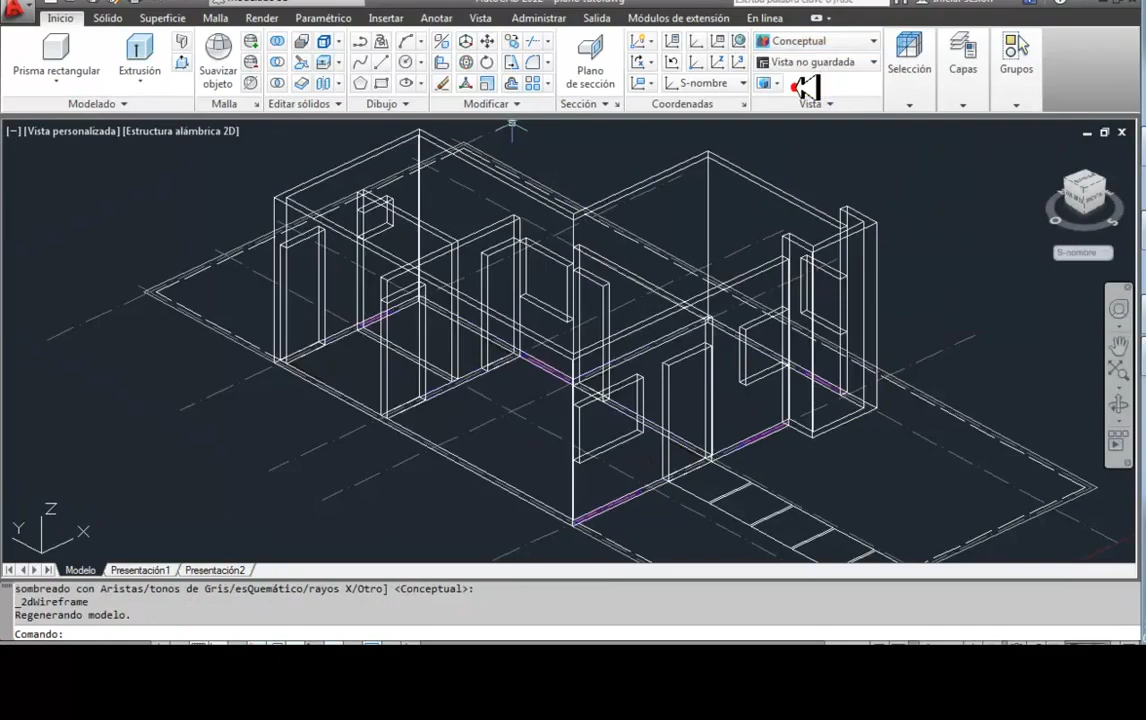 AutoCAD 2012
Inicio Sólido Superficie Malla Render Paramétrico Insertar Anotar Vista Administrar Salida Módulos de extensión En línea
Conceptual
Vista no guardada
S-nombre
Prisma rectangular
Extrusión
Suavizar
objeto
Plano
de sección
Selección
Capas
Grupos
Modelado
Malla
Editar sólidos
Dibujo
Modificar
Sección
Coordenadas
Vista
[−][Vista personalizada][Estructura alámbrica 2D]
S-nombre
Z
Y
X
Modelo Presentación1 Presentación2
sombreado con Aristas/tonos de Gris/esQuemático/rayos X/Otro] <Conceptual>:
_2dWireframe
Regenerando modelo.
Comando: